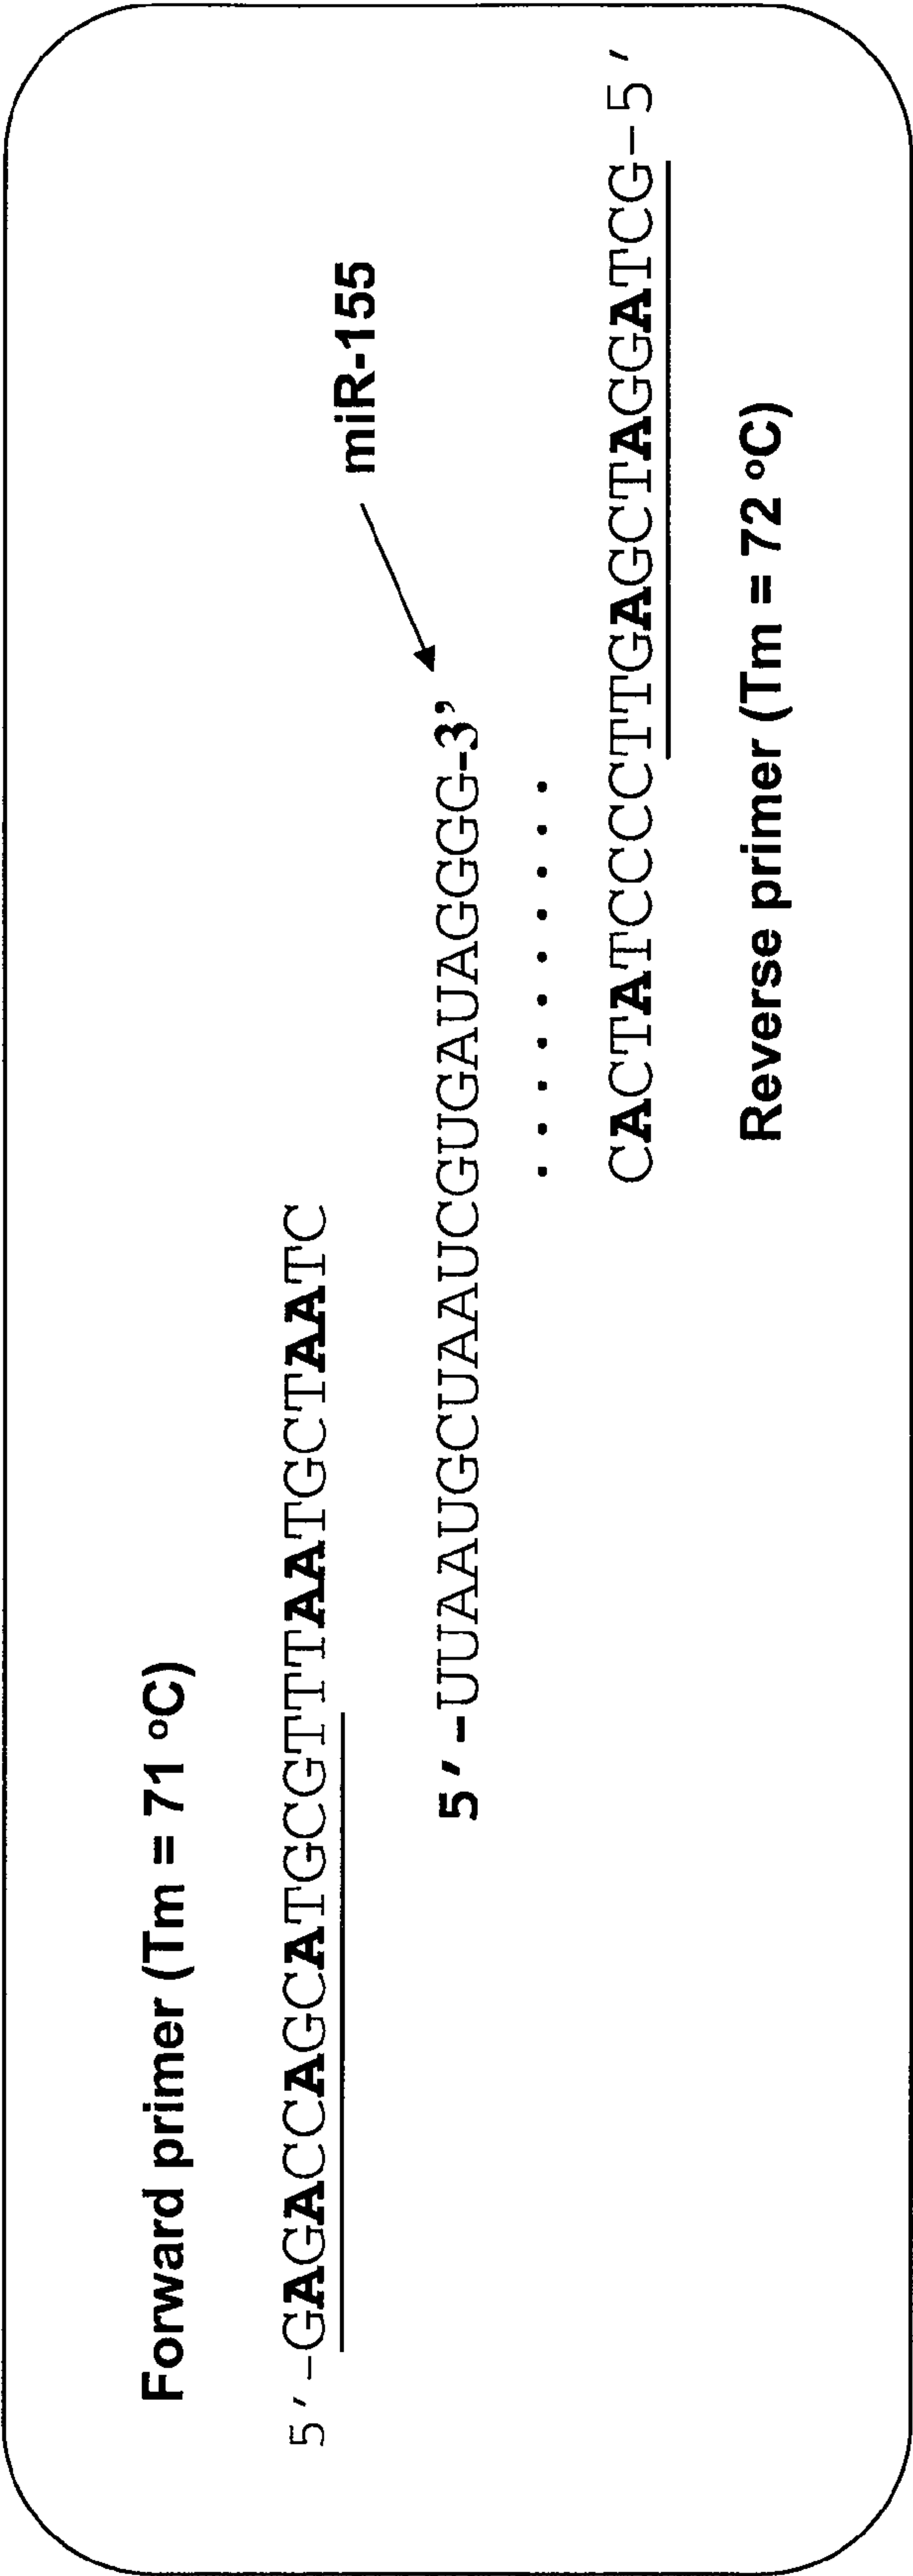 Forward primer (Tm = 71 °C)
5'-GAGACCAGCATGCGTTTAATGCTAATC
miR-155
5'-UUAAUGCUAAUCGUGAUAGGGG-3'
CACTATCCCCTTGAGCTAGGATCG-5'
Reverse primer (Tm = 72 °C)